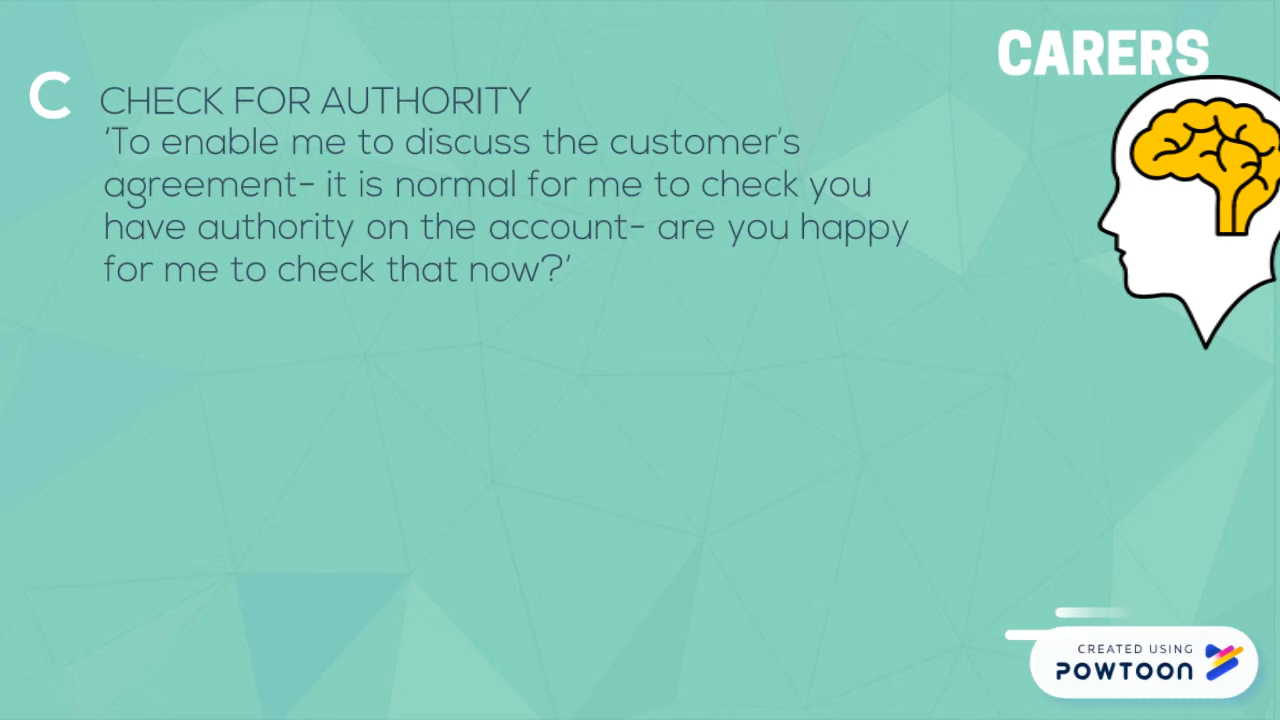 CARERS
C CHECK FOR AUTHORITY
‘To enable me to discuss the customer’s
agreement- it is normal for me to check you
have authority on the account- are you happy
for me to check that now?’
CREATED USING
POWTOON